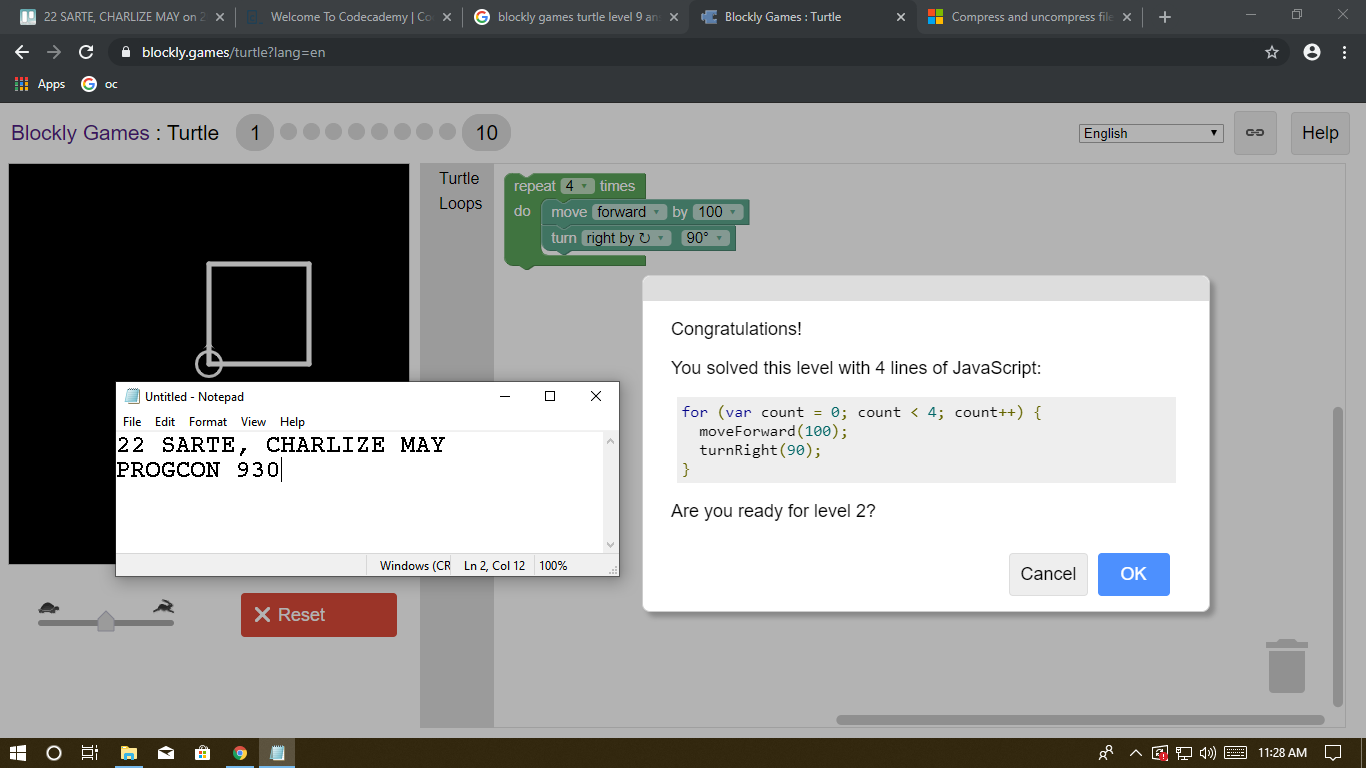 22 SARTE, CHARLIZE MAY on 2
Welcome To Codecademy | Co
blockly games turtle level 9 an
Blockly Games : Turtle
Compress and uncompress file
blockly.games/turtle?lang=en
Apps
oc
Blockly Games : Turtle
1
10
English
Help
Turtle
Loops
repeat 4 times
do move forward by 100
turn right by ↻ 90°
Congratulations!
You solved this level with 4 lines of JavaScript:
for (var count = 0; count < 4; count++) {
moveForward(100);
turnRight(90);
}
Are you ready for level 2?
Cancel
OK
Untitled - Notepad
File Edit Format View Help
22 SARTE, CHARLIZE MAY
PROGCON 930
Windows (CR
Ln 2, Col 12
100%
Reset
11:28 AM